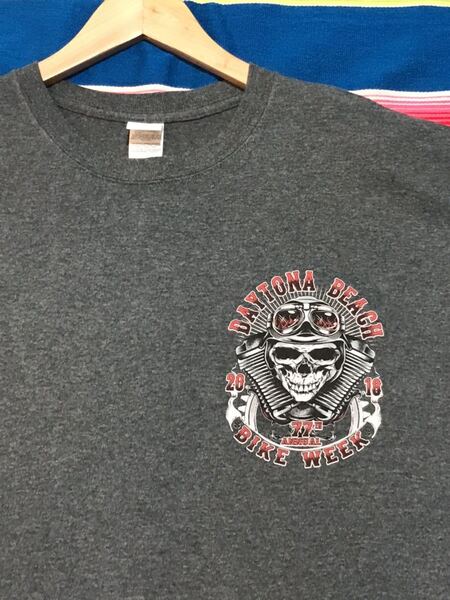 DAYTONA BEACH
20 18
77TH
ANNUAL
BIKE WEEK